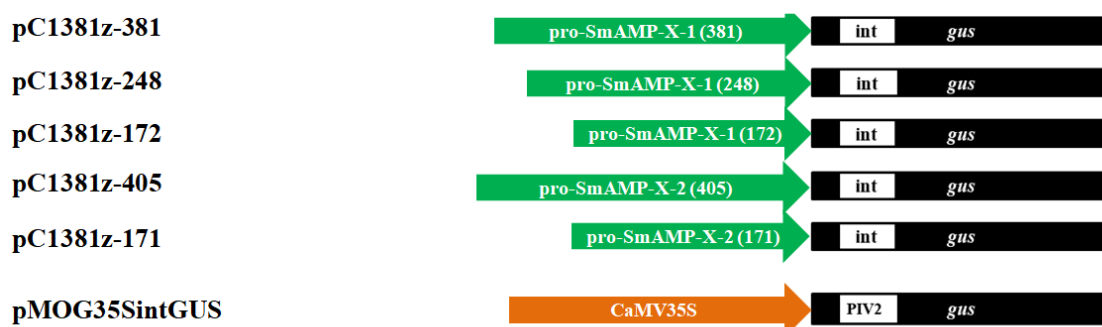 pC1381z-381 pro-SmAMP-X-1 (381) int gus
pC1381z-248 pro-SmAMP-X-1 (248) int gus
pC1381z-172 pro-SmAMP-X-1 (172) int gus
pC1381z-405 pro-SmAMP-X-2 (405) int gus
pC1381z-171 pro-SmAMP-X-2 (171) int gus
pMOG35SintGUS CaMV35S PIV2 gus